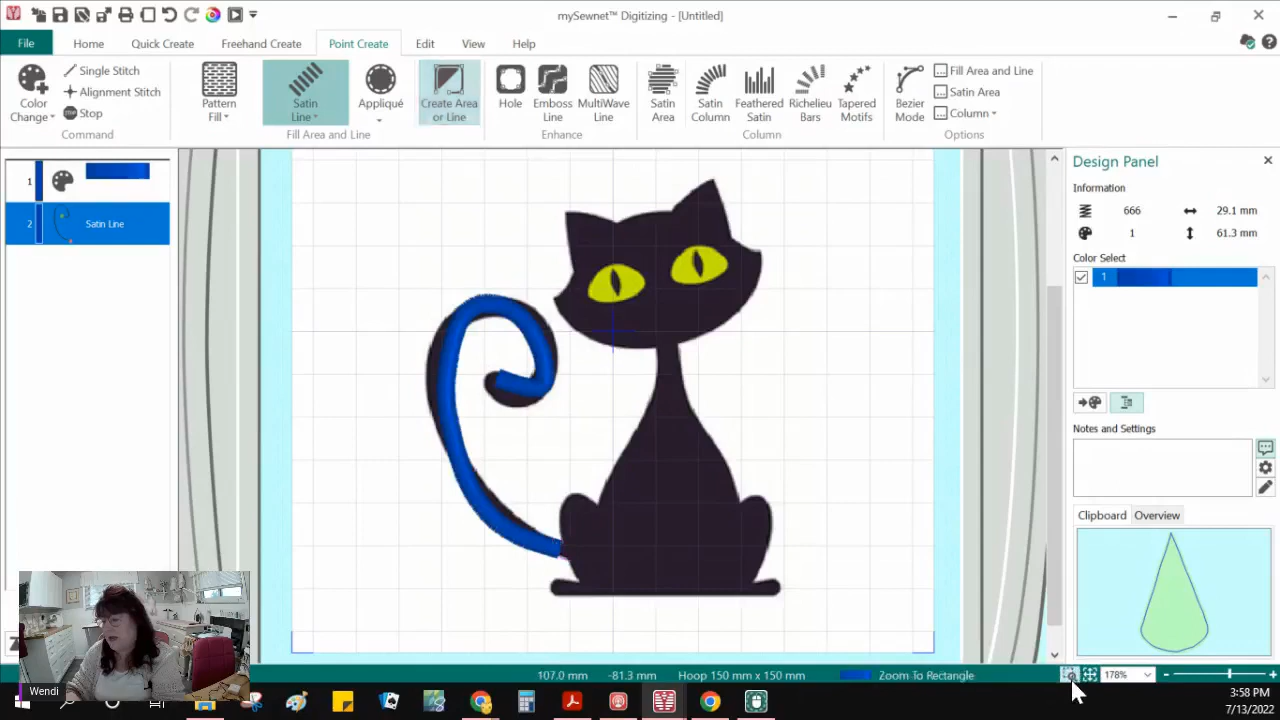 mySewnet™ Digitizing - [Untitled]
File Home Quick Create Freehand Creation Point Create Edit View Help
Color Change
Single Stitch
Alignment Stitch
Stop
Command
Pattern Fill
Satin Line
Appliqué
Create Area or Line
Fill Area and Line
Hole
Emboss Line
MultiWave Line
Enhance
Satin Area
Satin Column
Feathered Satin
Richelieu Bars
Tapered Motifs
Column
Bezier Mode
Fill Area and Line
Satin Area
Column
Options
1
2 Satin Line
Design Panel
Information
666 29.1 mm
1 61.3 mm
Color Select
1
Notes and Settings
Clipboard Overview
Wendi
107.0 mm -81.3 mm Hoop 150 mm x 150 mm Zoom To Rectangle 178%
3:58 PM
7/13/2022